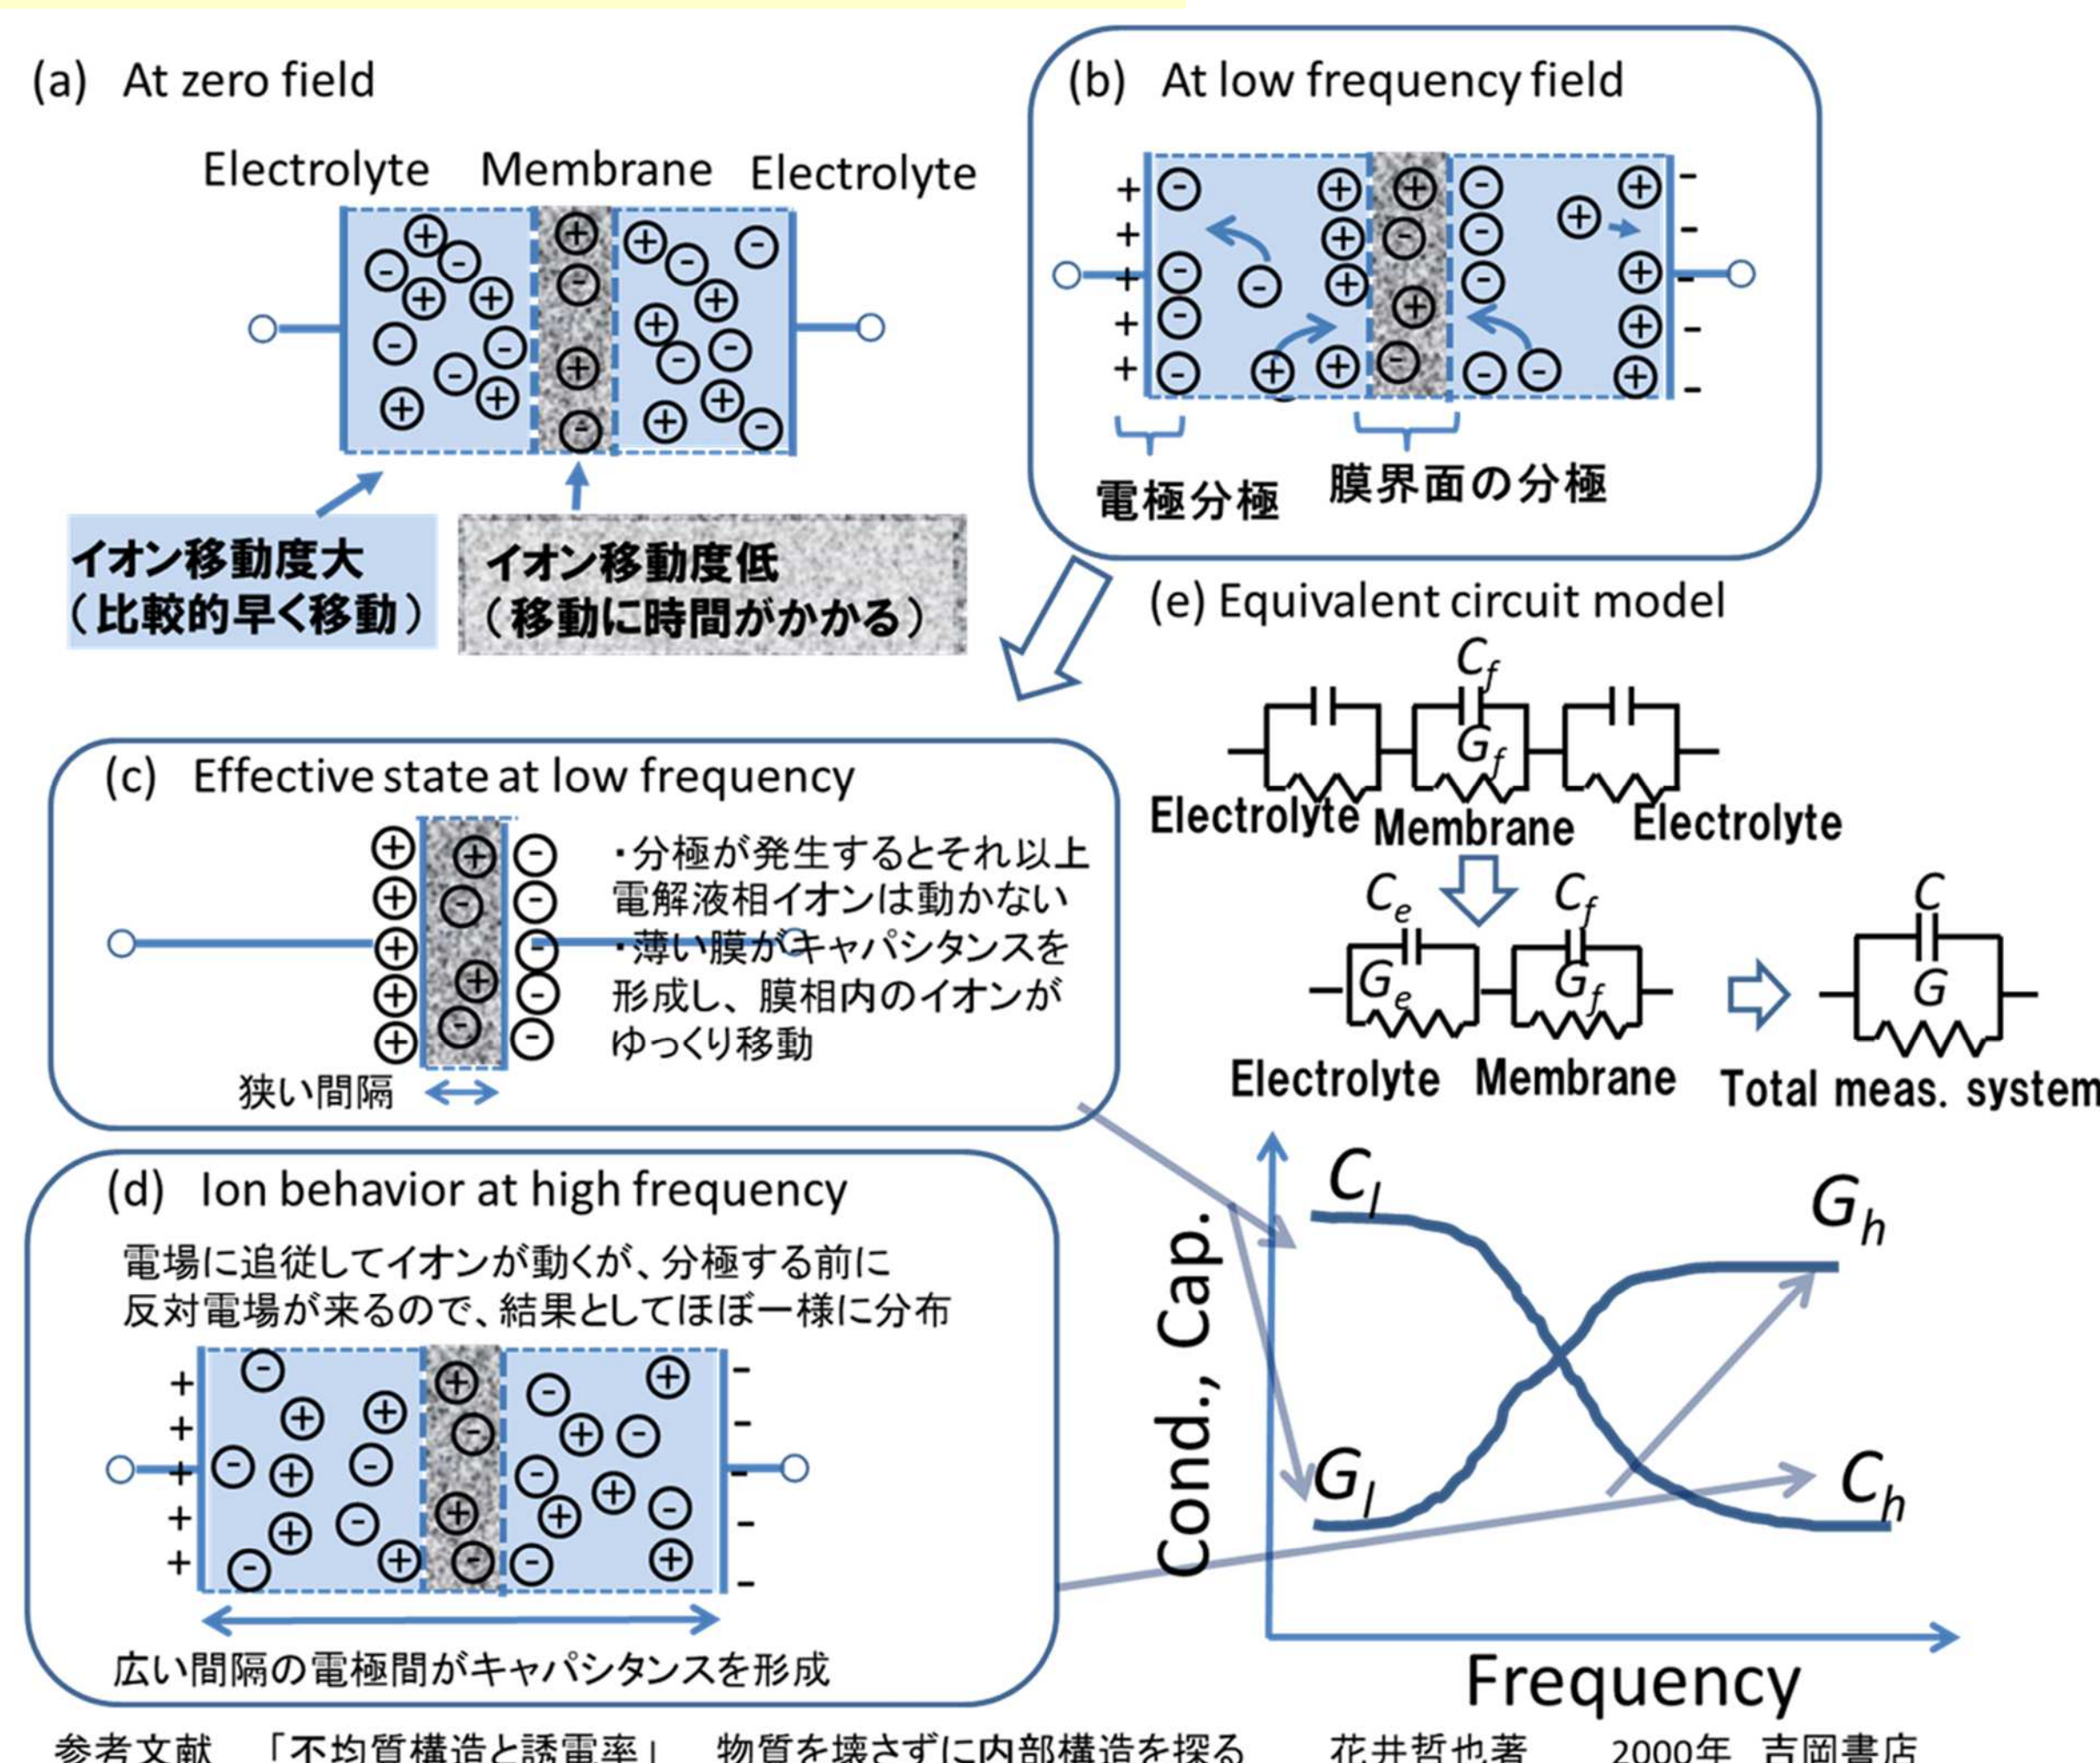 (a) At zero field
Electrolyte Membrane Electrolyte
イオン移動度大
（比較的早く移動）
イオン移動度低
（移動に時間がかかる）
(b) At low frequency field
電極分極
膜界面の分極
(c) Effective state at low frequency
・分極が発生するとそれ以上
電解液相イオンは動かない
・薄い膜がキャパシタンスを
形成し、膜相内のイオンが
ゆっくり移動
狭い間隔
(d) Ion behavior at high frequency
電場に追従してイオンが動くが、分極する前に
反対電場が来るので、結果としてほぼ一様に分布
広い間隔の電極間がキャパシタンスを形成
(e) Equivalent circuit model
Cf
Gf
Electrolyte Membrane Electrolyte
Ce Cf C
Ge Gf G
Electrolyte Membrane Total meas. system
Cond., Cap.
Cl
Gh
Gl
Ch
Frequency
参考文献 「不均質構造と誘電率」 物質を壊さずに内部構造を探る 花井哲也著 2000年 吉岡書店